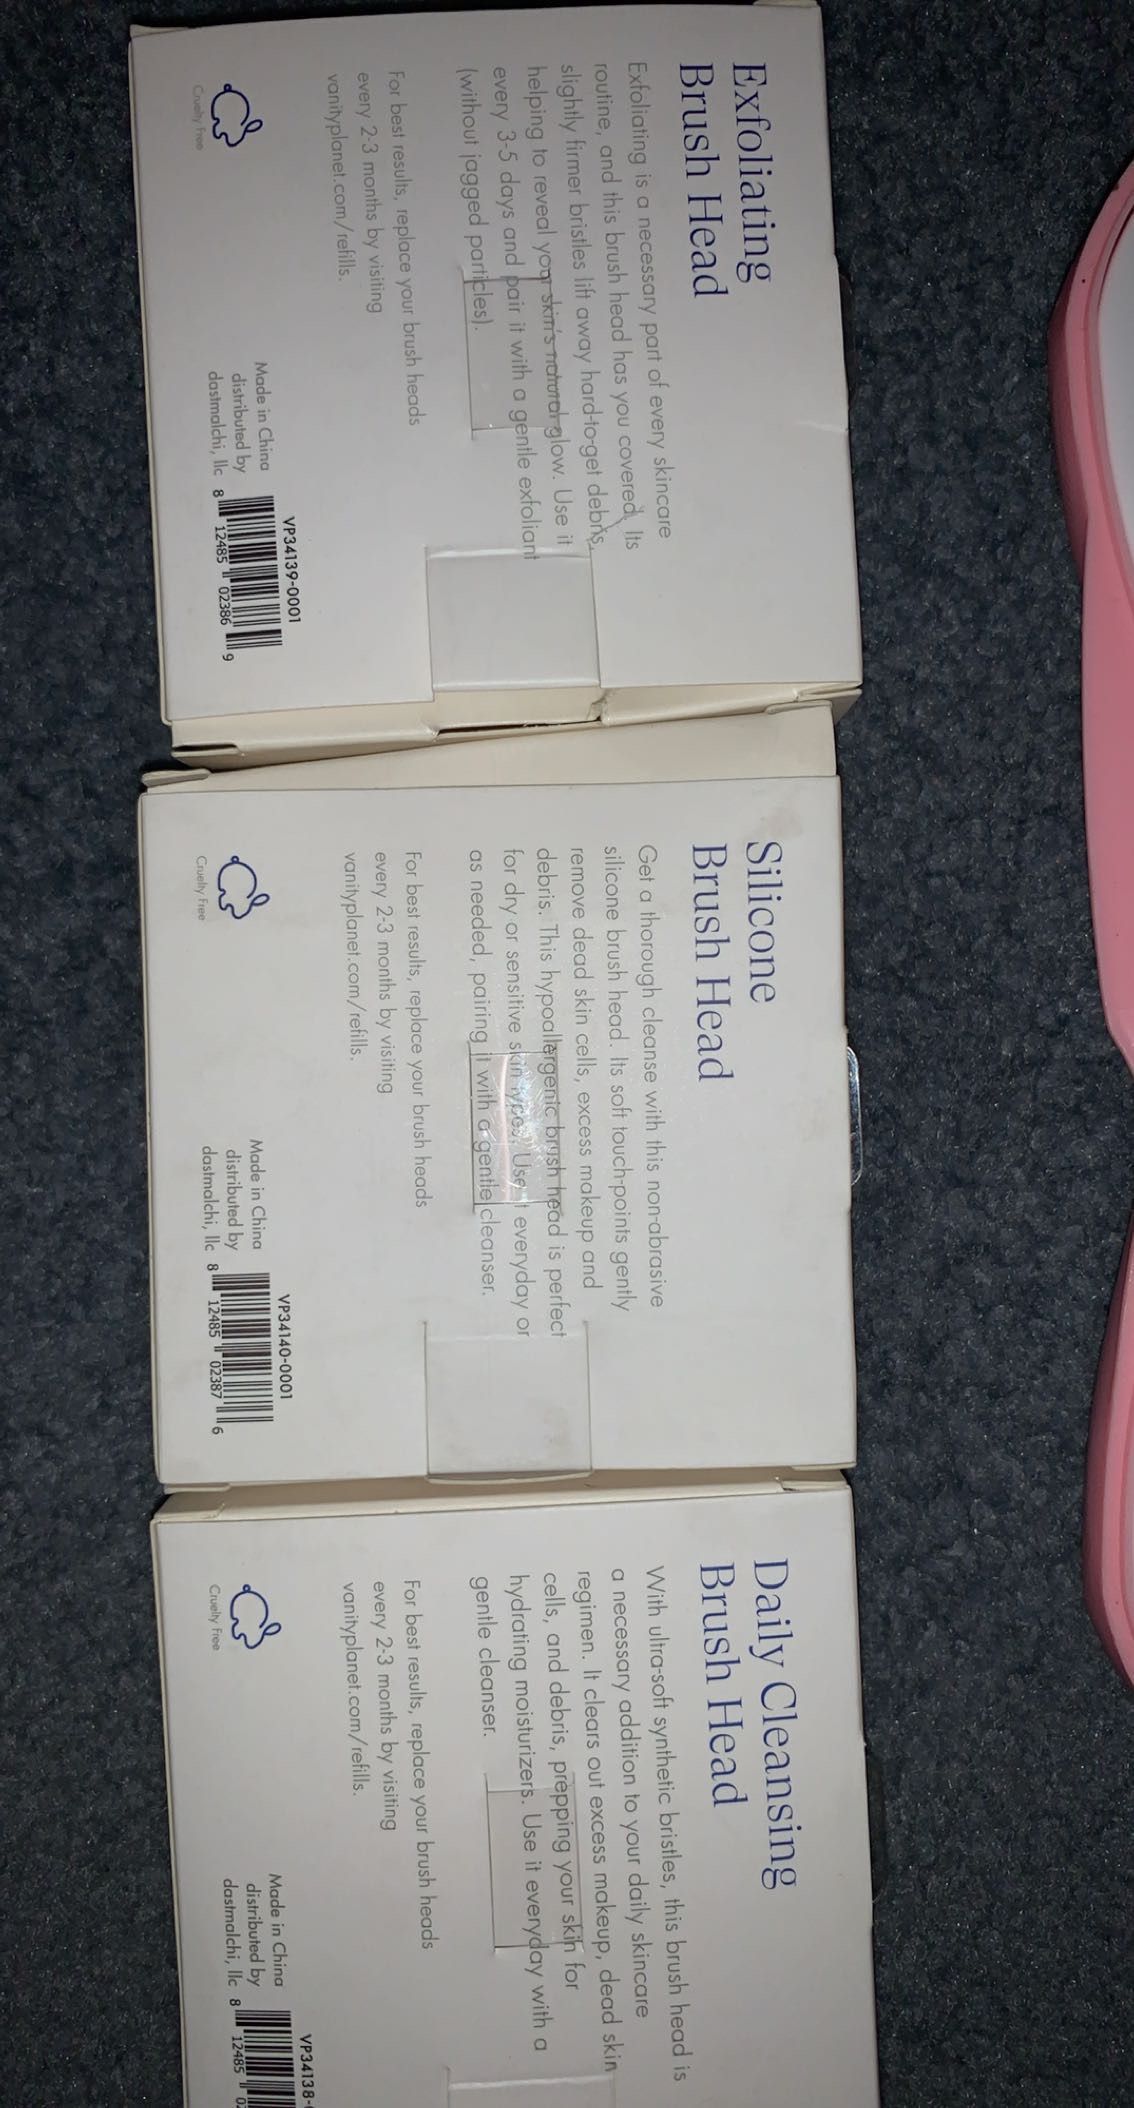 Exfoliating
Brush Head
Exfoliating is a necessary part of every skincare
routine, and this brush head has you covered. Its
slightly firmer bristles lift away hard-to-get debris,
helping to reveal your skin's natural glow. Use it
every 3-5 days and pair it with a gentle exfoliant
(without jagged particles).
For best results, replace your brush heads
every 2-3 months by visiting
vanityplanet.com/refills.
Cruelty Free
Made in China
distributed by
dastmalchi, llc
VP34139-0001
8 12485 02386 9
Silicone
Brush Head
Get a thorough cleanse with this non-abrasive
silicone brush head. Its soft touch-points gently
remove dead skin cells, excess makeup and
debris. This hypoallergenic brush head is perfect
for dry or sensitive skin types. Use it everyday or
as needed, pairing it with a gentle cleanser.
For best results, replace your brush heads
every 2-3 months by visiting
vanityplanet.com/refills.
Cruelty Free
Made in China
distributed by
dastmalchi, llc
VP34140-0001
8 12485 02387 6
Daily Cleansing
Brush Head
With ultra-soft synthetic bristles, this brush head is
a necessary addition to your daily skincare
regimen. It clears out excess makeup, dead skin
cells, and debris, prepping your skin for
hydrating moisturizers. Use it everyday with a
gentle cleanser.
For best results, replace your brush heads
every 2-3 months by visiting
vanityplanet.com/refills.
Cruelty Free
Made in China
distributed by
dastmalchi, llc
VP34138-
8 12485 0